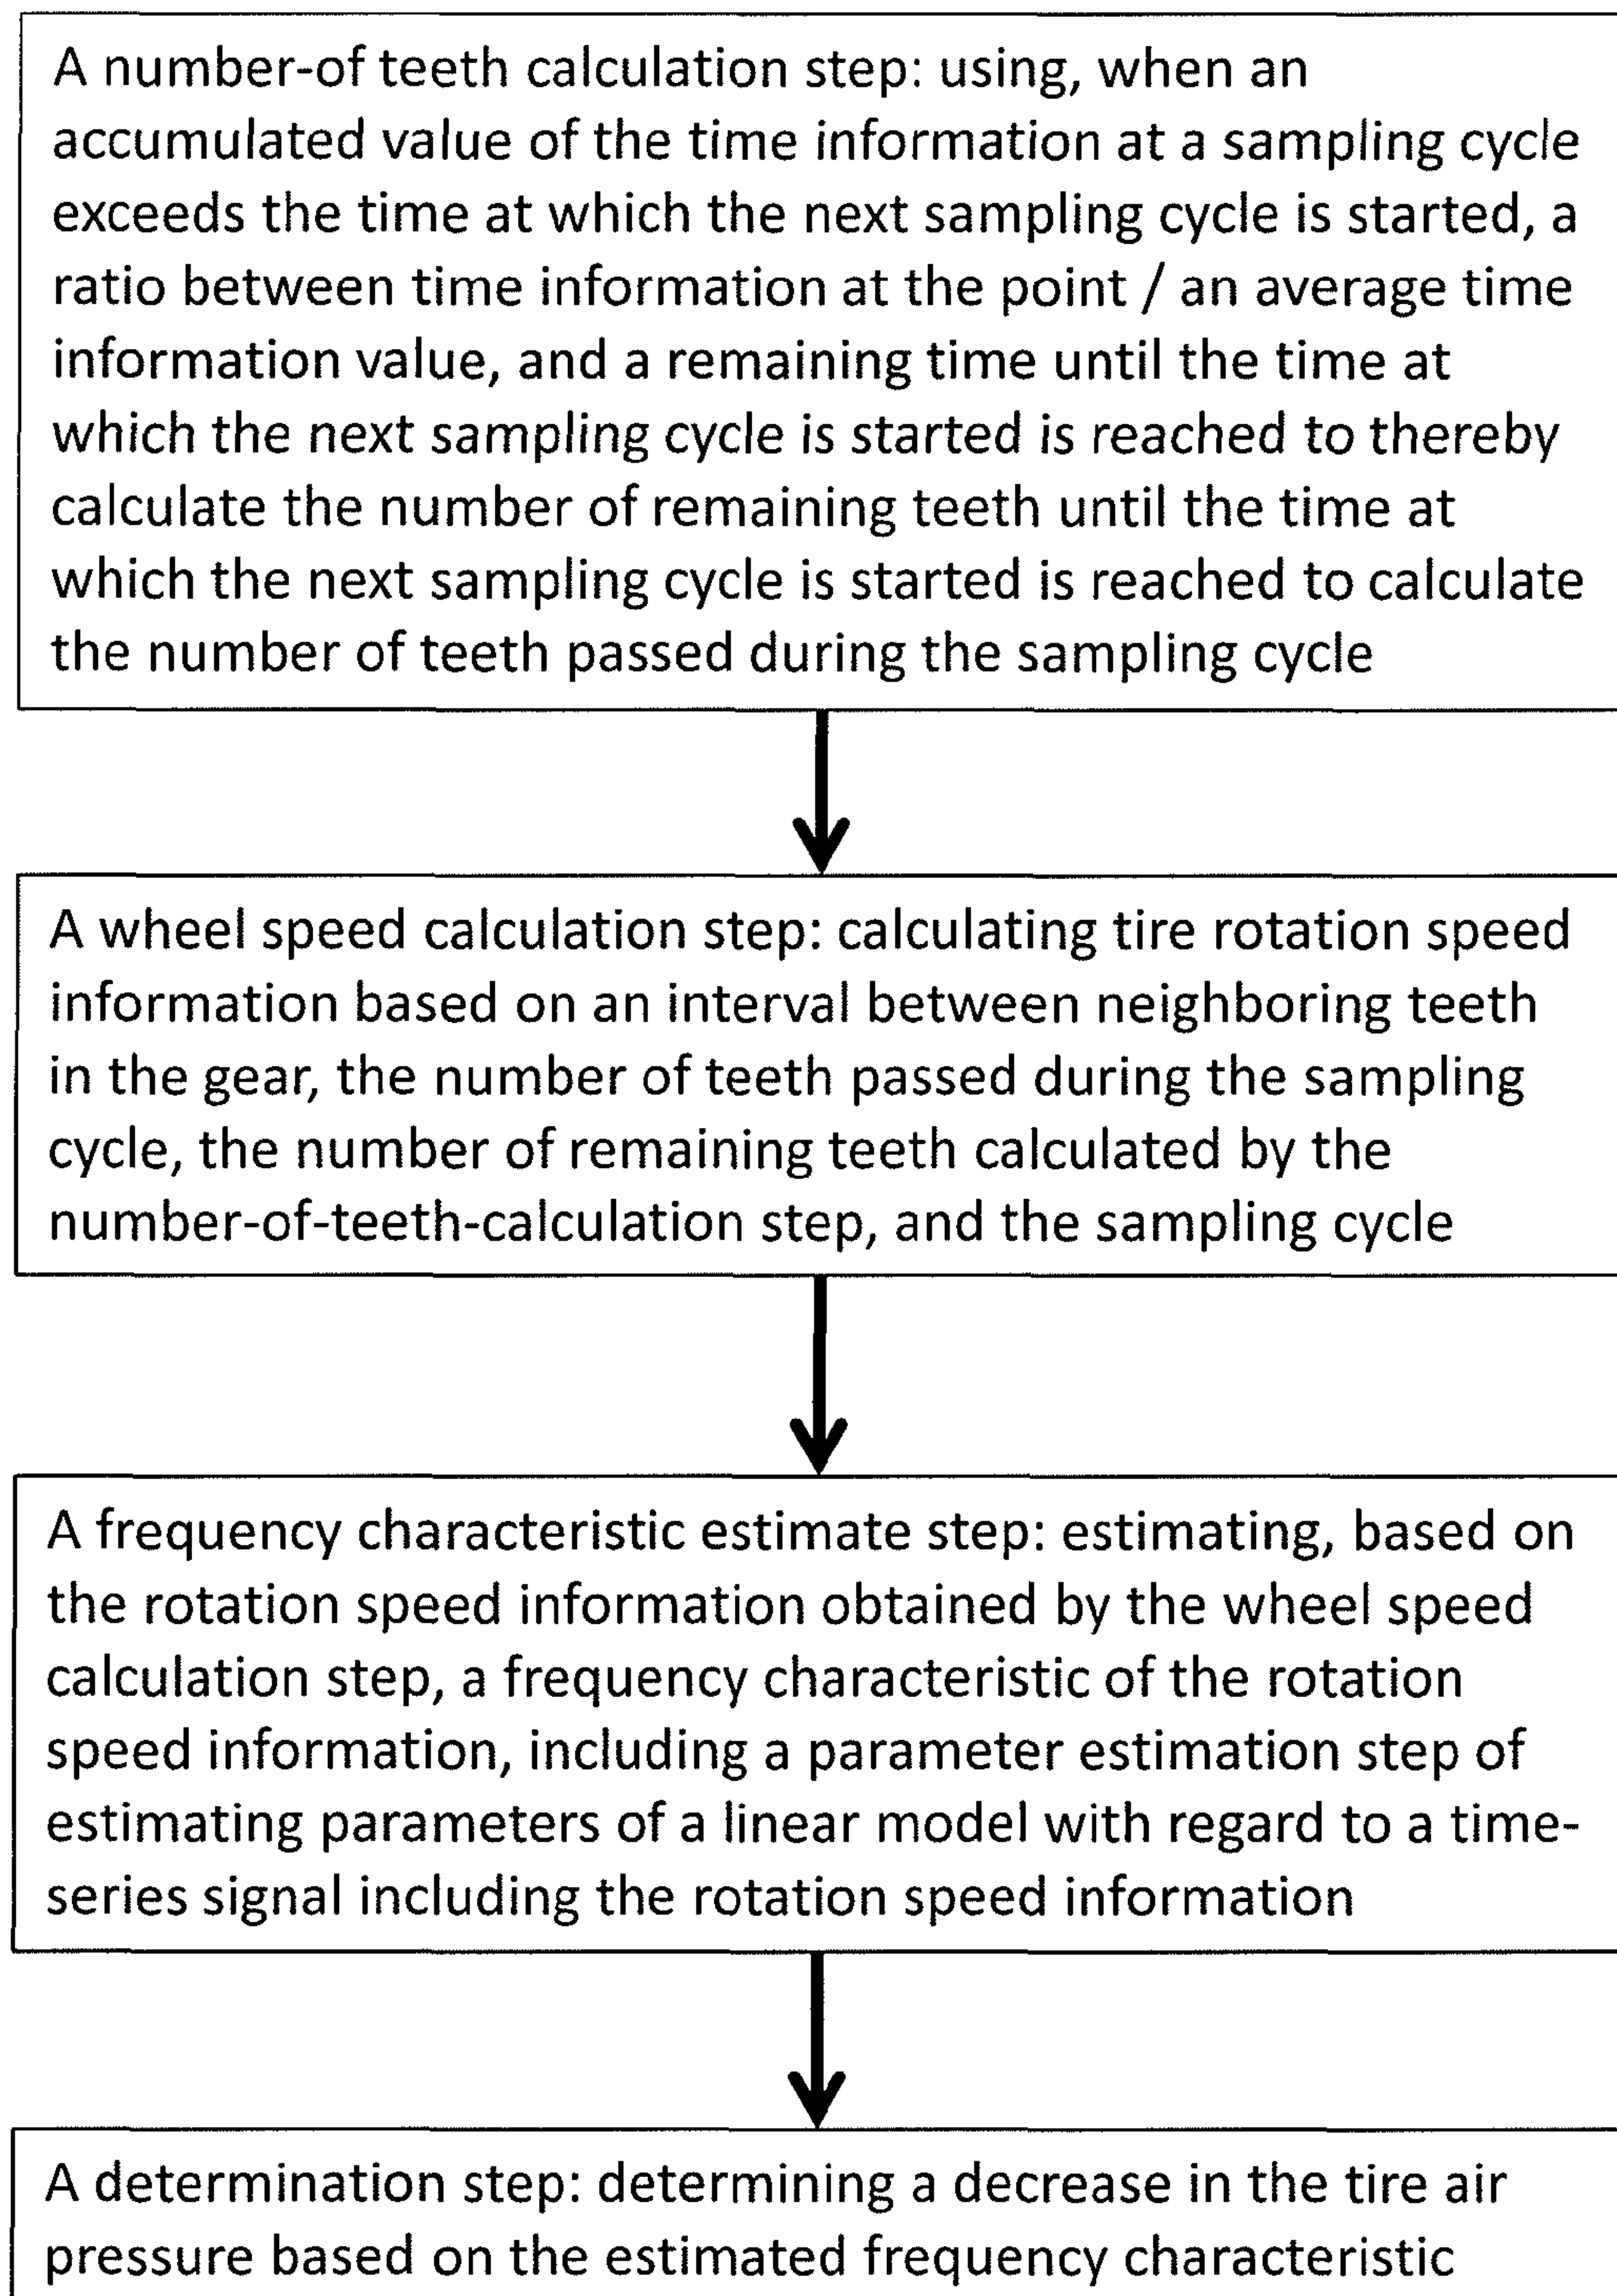 A number-of teeth calculation step: using, when an
accumulated value of the time information at a sampling cycle
exceeds the time at which the next sampling cycle is started, a
ratio between time information at the point / an average time
information value, and a remaining time until the time at
which the next sampling cycle is started is reached to thereby
calculate the number of remaining teeth until the time at
which the next sampling cycle is started is reached to calculate
the number of teeth passed during the sampling cycle
A wheel speed calculation step: calculating tire rotation speed
information based on an interval between neighboring teeth
in the gear, the number of teeth passed during the sampling
cycle, the number of remaining teeth calculated by the
number-of-teeth-calculation step, and the sampling cycle
A frequency characteristic estimate step: estimating, based on
the rotation speed information obtained by the wheel speed
calculation step, a frequency characteristic of the rotation
speed information, including a parameter estimation step of
estimating parameters of a linear model with regard to a time-
series signal including the rotation speed information
A determination step: determining a decrease in the tire air
pressure based on the estimated frequency characteristic